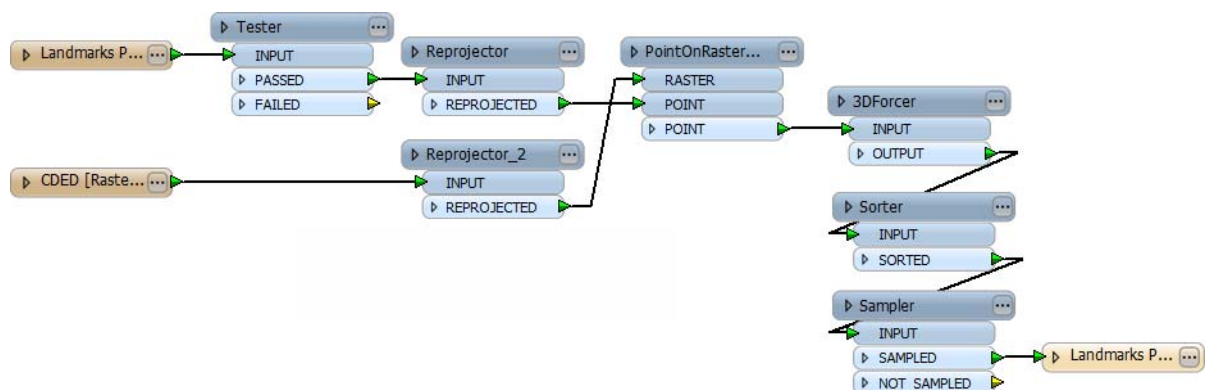 Landmarks P...
Tester
INPUT
PASSED
FAILED
Reprojector
INPUT
REPROJECTED
CDED [Raste...
Reprojector_2
INPUT
REPROJECTED
PointOnRaster...
RASTER
POINT
POINT
3DForcer
INPUT
OUTPUT
Sorter
INPUT
SORTED
Sampler
INPUT
SAMPLED
NOT SAMPLED
Landmarks P...